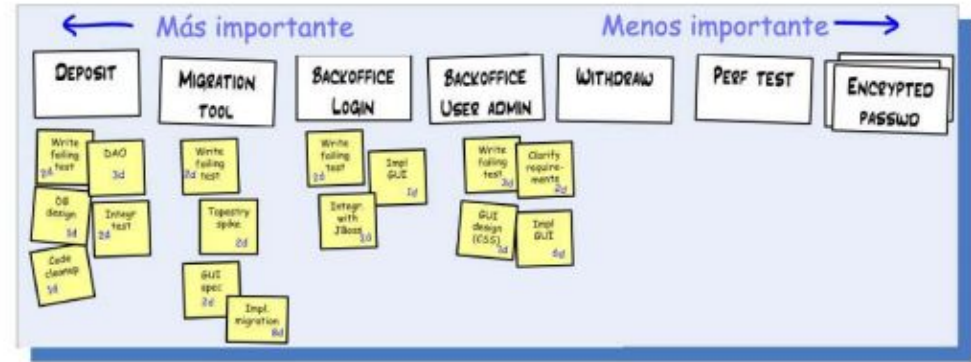 Más importante
Menos importante
DEPOSIT
MIGRATION
TOOL
BACKOFFICE
LOGIN
BACKOFFICE
USER ADMIN
WITHDRAW
PERF TEST
ENCRYPTED
PASSWD
Write
failing
test
2d
DAO
3d
DB
design
Integr
test
2d
Code
cleanup
Write
failing
test
2d
Tapestry
spike
2d
GUI
spec
2d
Impl.
migration
8d
Write
failing
test
2d
Impl
GUI
1d
Integr.
with
JBoss
Write
failing
test
3d
Clarify
require-
ments
2d
GUI
design
(CSS)
Impl
GUI
6d